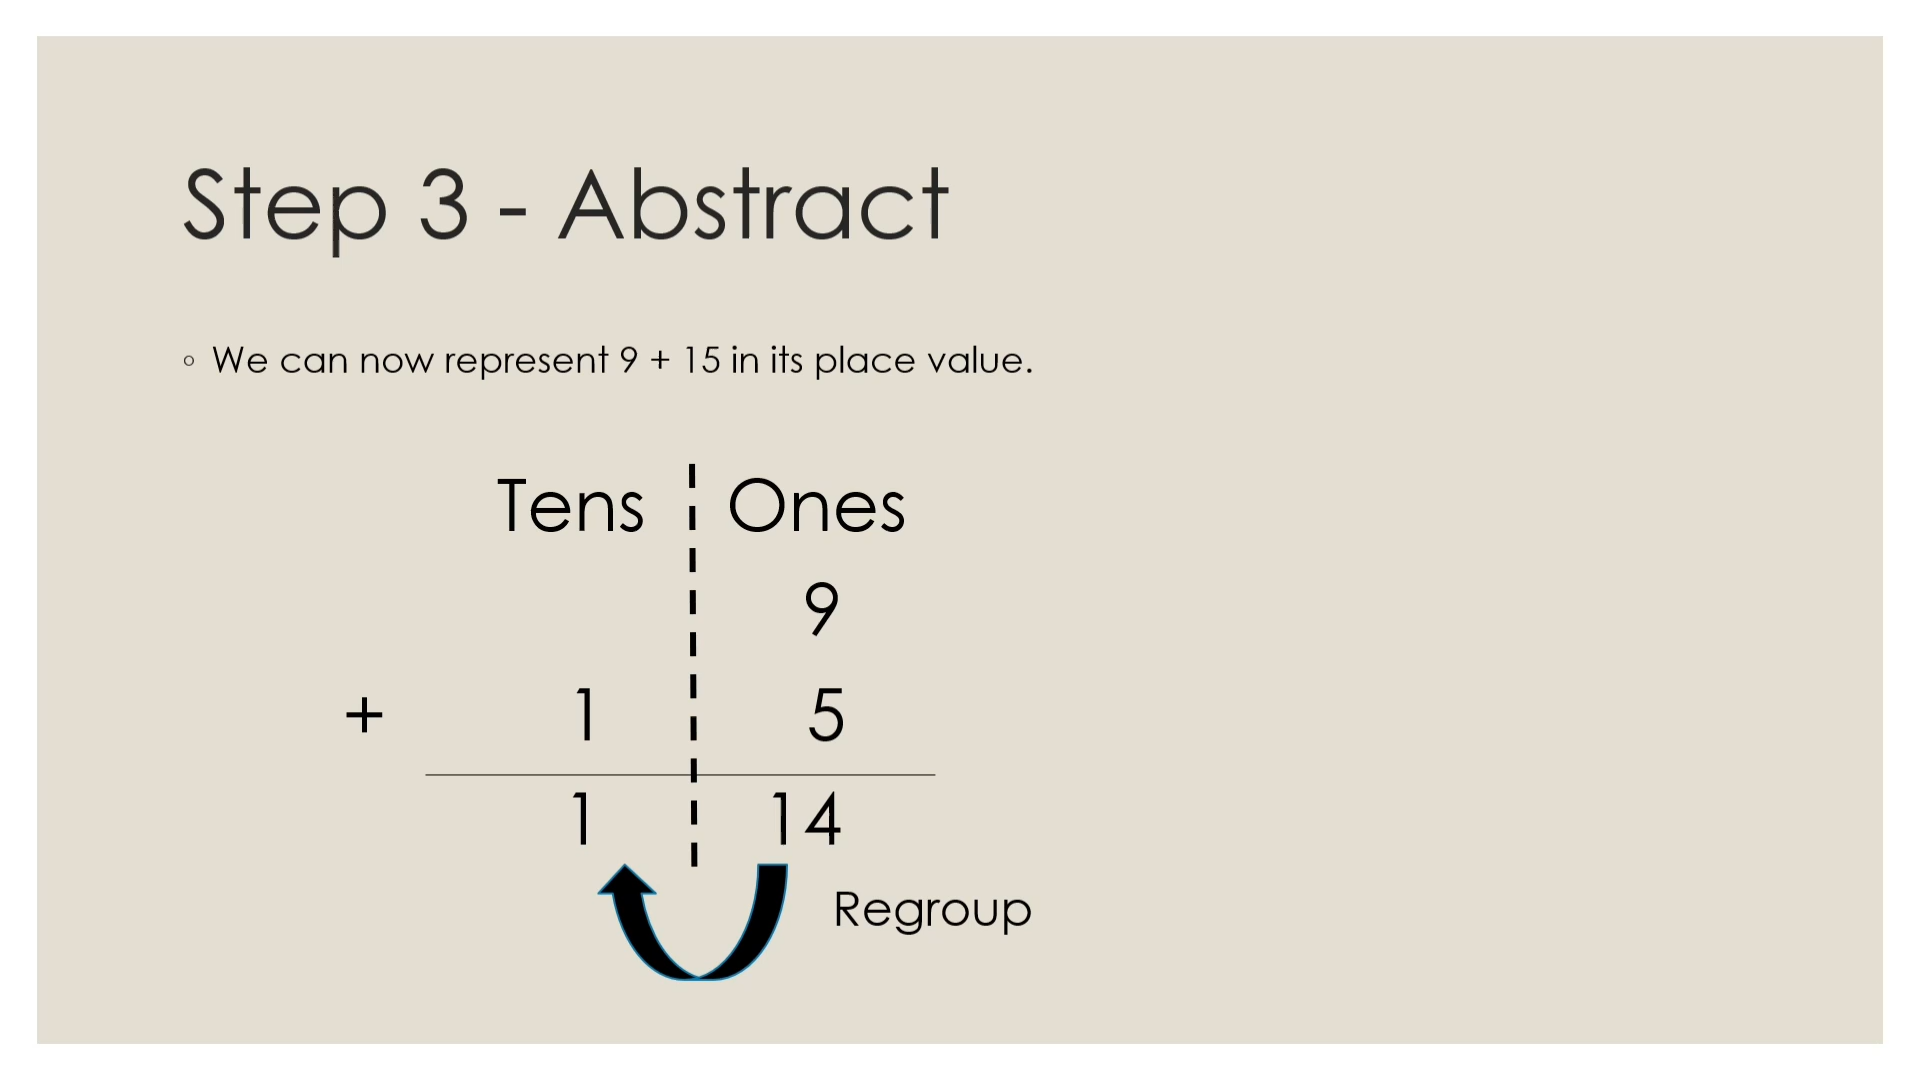 Step 3 - Abstract
◦ We can now represent 9 + 15 in its place value.
Tens Ones
9
+ 1 5
1 14
Regroup